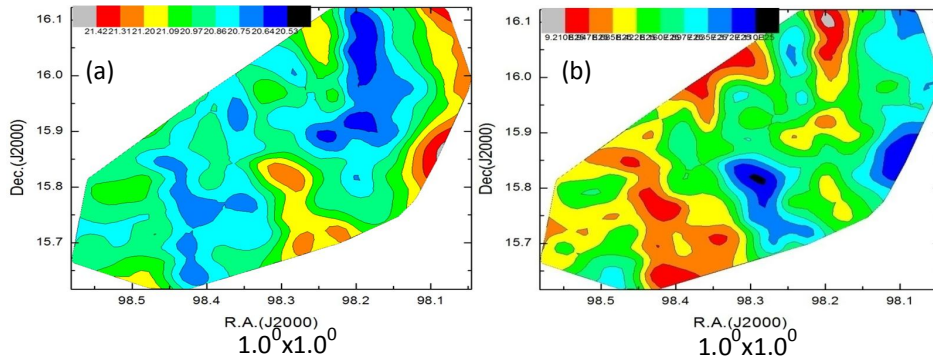 21.42 21.31 21.20 21.09 20.97 20.86 20.75 20.64 20.53
(a)
16.1
16.0
15.9
15.8
15.7
Dec.(J2000)
98.5 98.4 98.3 98.2 98.1
R.A.(J2000)
1.0⁰x1.0⁰
(b)
16.1
16.0
15.9
15.8
15.7
Dec(J2000)
98.5 98.4 98.3 98.2 98.1
R.A.(J2000)
1.0⁰x1.0⁰